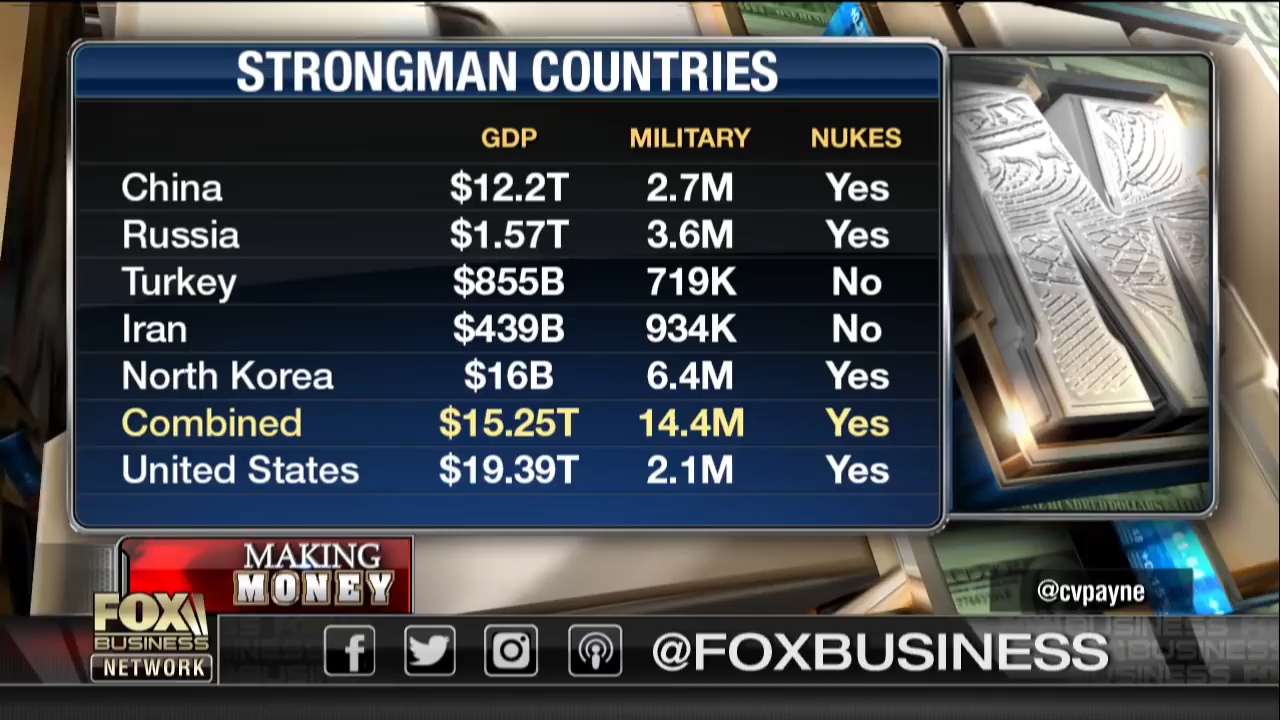 STRONGMAN COUNTRIES
GDP MILITARY NUKES
China $12.2T 2.7M Yes
Russia $1.57T 3.6M Yes
Turkey $855B 719K No
Iran $439B 934K No
North Korea $16B 6.4M Yes
Combined $15.25T 14.4M Yes
United States $19.39T 2.1M Yes
MAKING
MONEY
@cvpayne
FOX
BUSINESS
NETWORK
@FOXBUSINESS